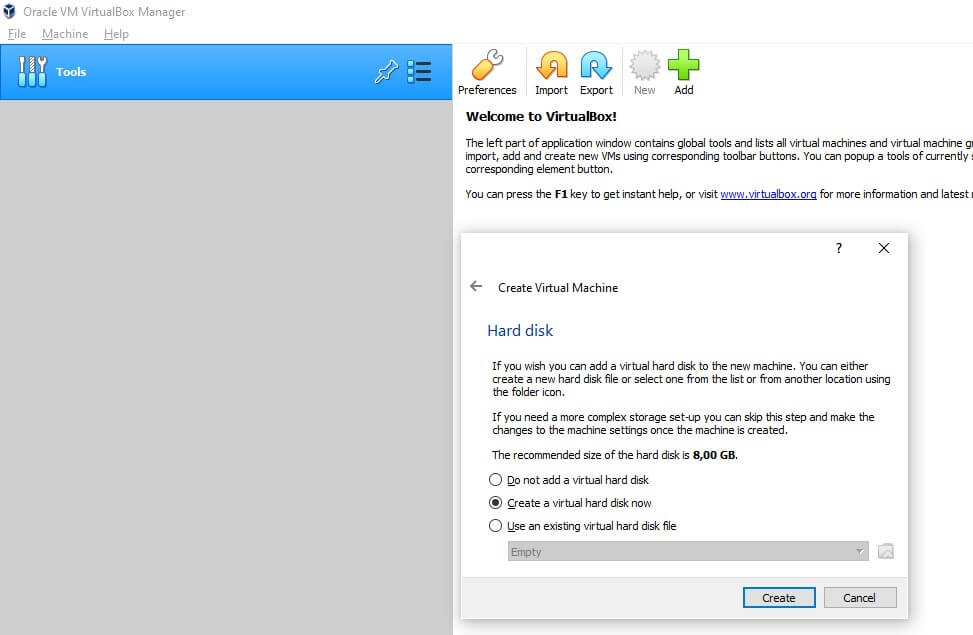 Oracle VM VirtualBox Manager
File Machine Help
Tools
Preferences Import Export New Add
Welcome to VirtualBox!
The left part of application window contains global tools and lists all virtual machines and virtual machine
import, add and create new VMs using corresponding toolbar buttons. You can popup a tools of currently
corresponding element button.
You can press the F1 key to get instant help, or visit www.virtualbox.org for more information and latest
?
Create Virtual Machine
Hard disk
If you wish you can add a virtual hard disk to the new machine. You can either
create a new hard disk file or select one from the list or from another location using
the folder icon.
If you need a more complex storage set-up you can skip this step and make the
changes to the machine settings once the machine is created.
The recommended size of the hard disk is 8,00 GB.
Do not add a virtual hard disk
Create a virtual hard disk now
Use an existing virtual hard disk file
Empty
Create Cancel